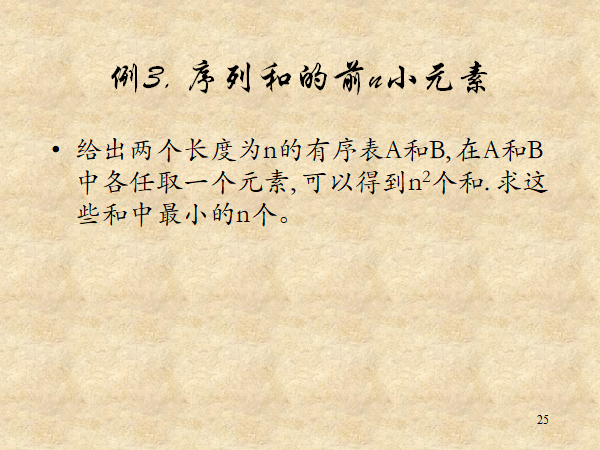 例3. 序列和的前n小元素
• 给出两个长度为n的有序表A和B,在A和B
中各任取一个元素,可以得到n²个和.求这
些和中最小的n个。
25